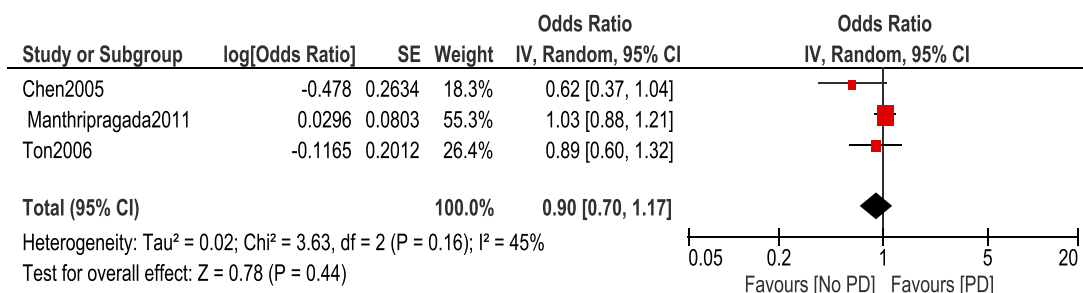 Odds Ratio Odds Ratio
Study or Subgroup log[Odds Ratio] SE Weight IV, Random, 95% CI IV, Random, 95% CI
Chen2005 -0.478 0.2634 18.3% 0.62 [0.37, 1.04]
Manthripragada2011 0.0296 0.0803 55.3% 1.03 [0.88, 1.21]
Ton2006 -0.1165 0.2012 26.4% 0.89 [0.60, 1.32]
Total (95% CI) 100.0% 0.90 [0.70, 1.17]
Heterogeneity: Tau² = 0.02; Chi² = 3.63, df = 2 (P = 0.16); I² = 45%
Test for overall effect: Z = 0.78 (P = 0.44)
0.05 0.2 1 5 20
Favours [No PD] Favours [PD]